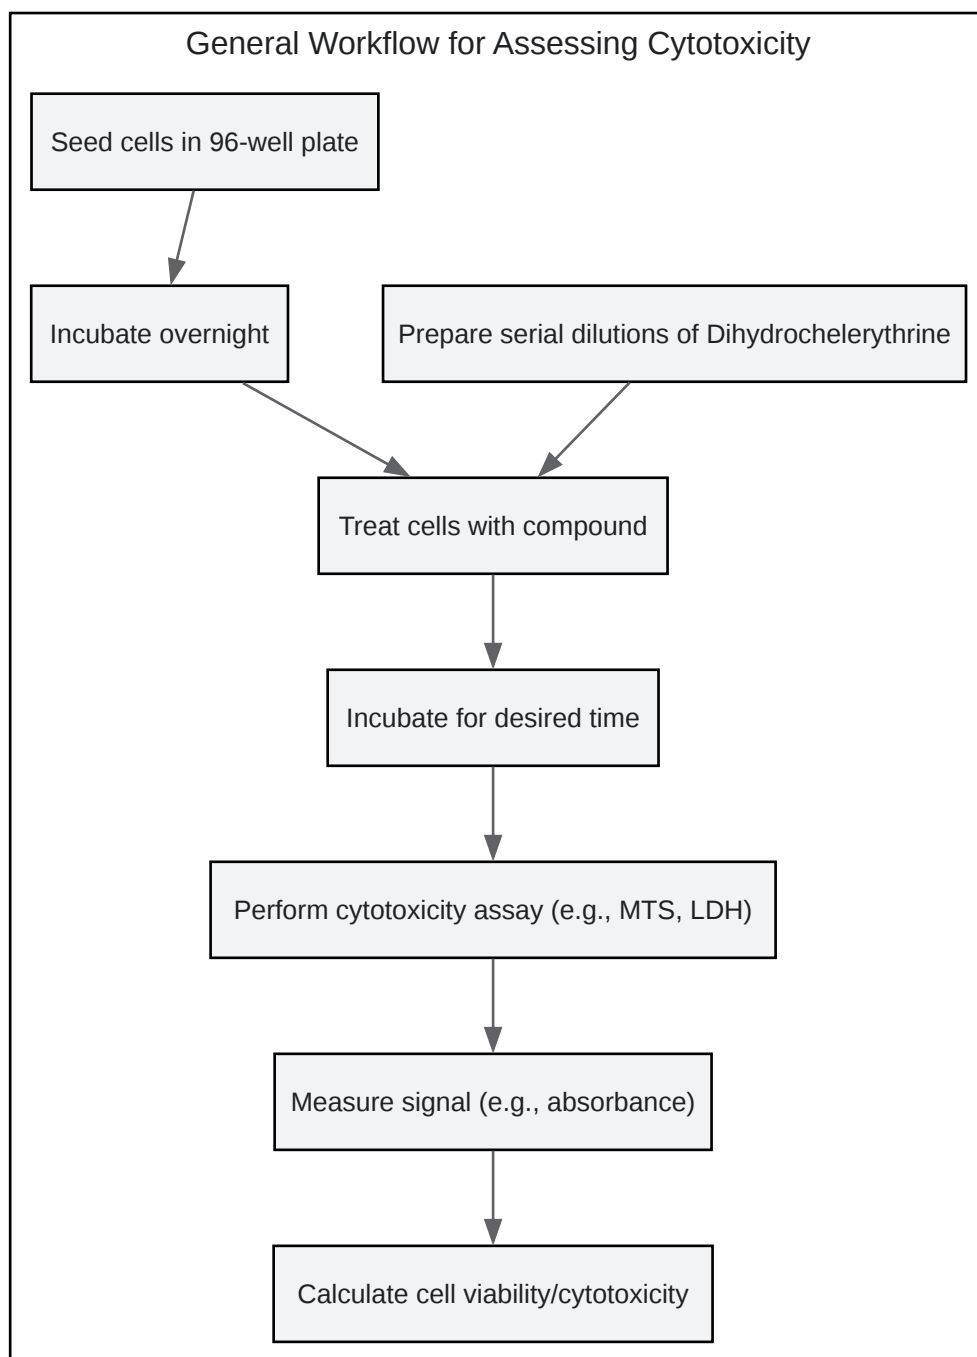 General Workflow for Assessing Cytotoxicity
Seed cells in 96-well plate
Incubate overnight
Prepare serial dilutions of Dihydrochelerythrine
Treat cells with compound
Incubate for desired time
Perform cytotoxicity assay (e.g., MTS, LDH)
Measure signal (e.g., absorbance)
Calculate cell viability/cytotoxicity